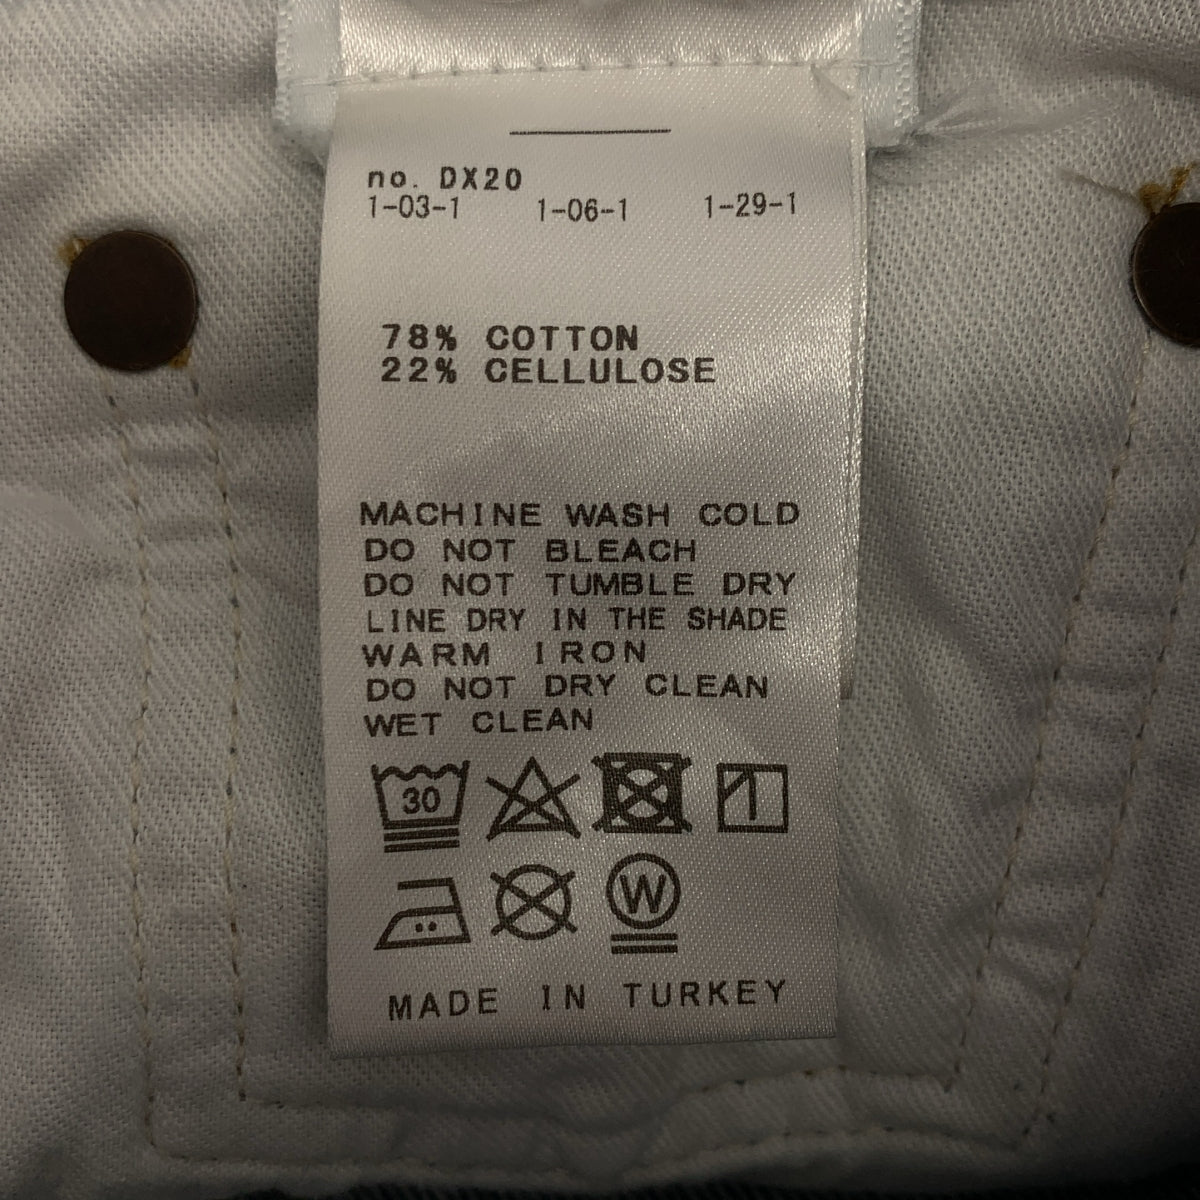 no. DX20
1-03-1 1-06-1 1-29-1
78% COTTON
22% CELLULOSE
MACHINE WASH COLD
DO NOT BLEACH
DO NOT TUMBLE DRY
LINE DRY IN THE SHADE
WARM IRON
DO NOT DRY CLEAN
WET CLEAN
30
W
MADE IN TURKEY